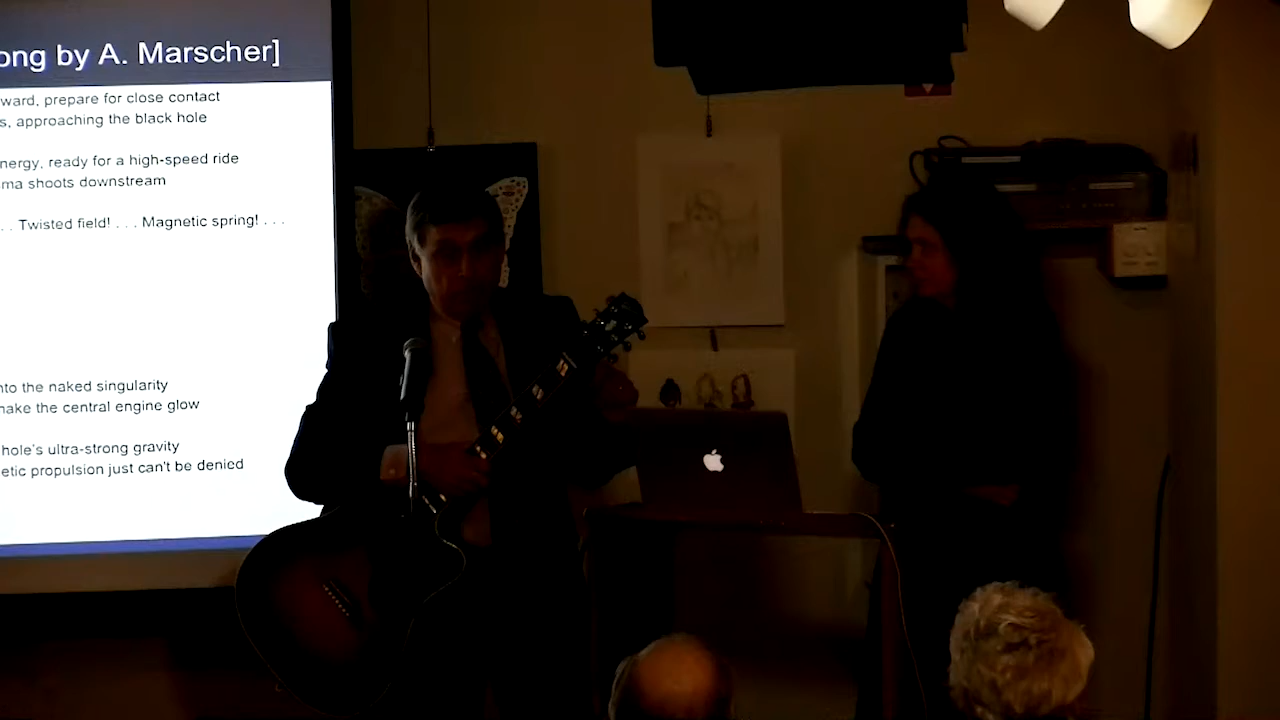 ong by A. Marscher]
ward, prepare for close contact
s, approaching the black hole
nergy, ready for a high-speed ride
ma shoots downstream
. . Twisted field! . . . Magnetic spring! . . .
nto the naked singularity
nake the central engine glow
hole's ultra-strong gravity
etic propulsion just can't be denied